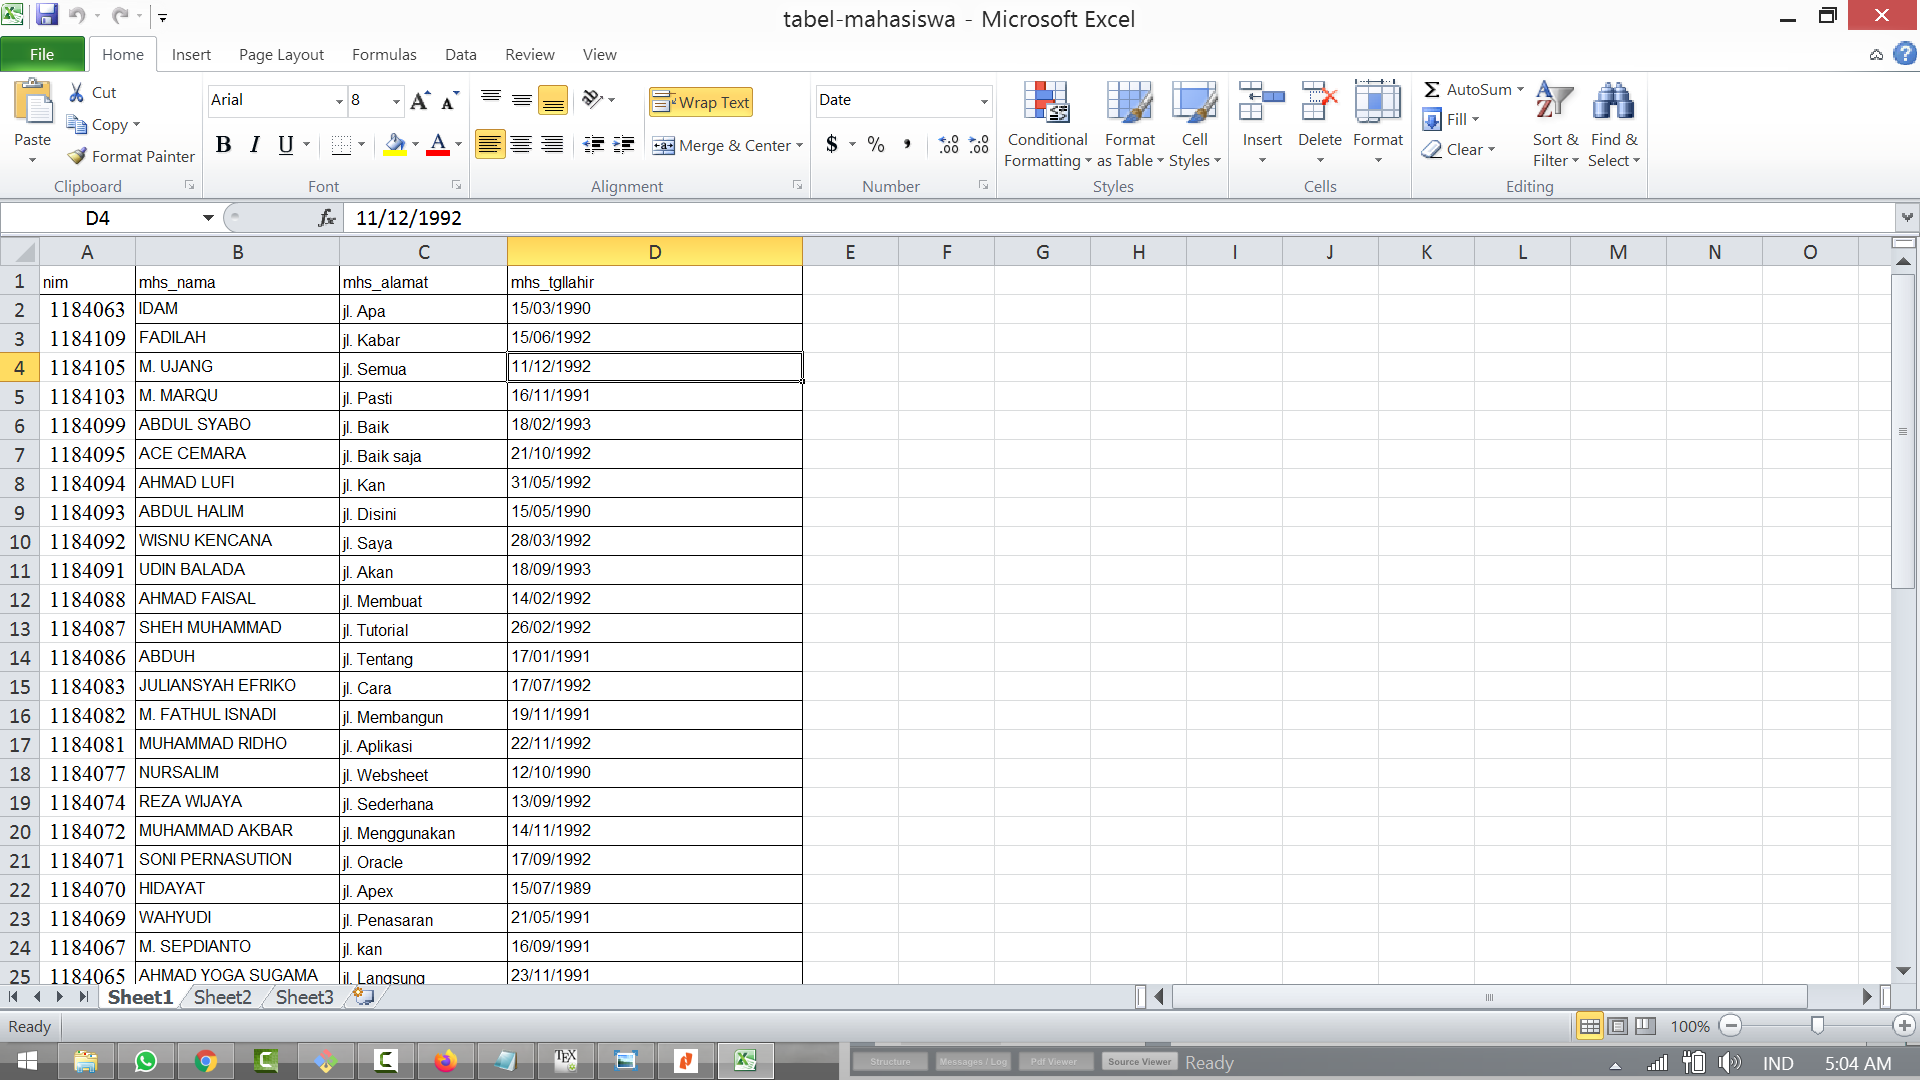 tabel-mahasiswa - Microsoft Excel
File Home Insert Page Layout Formulas Data Review View
Paste
Cut
Copy
Format Painter
Clipboard
Arial 8
B I U
Font
Wrap Text
Merge & Center
Alignment
Date
$ % ,
Number
Conditional Formatting
Format as Table
Cell Styles
Styles
Insert Delete Format
Cells
AutoSum
Fill
Clear
Sort & Filter
Find & Select
Editing
D4 fx 11/12/1992
A B C D E F G H I J K L M N O
1 nim mhs_nama mhs_alamat mhs_tgllahir
2 1184063 IDAM jl. Apa 15/03/1990
3 1184109 FADILAH jl. Kabar 15/06/1992
4 1184105 M. UJANG jl. Semua 11/12/1992
5 1184103 M. MARQU jl. Pasti 16/11/1991
6 1184099 ABDUL SYABO jl. Baik 18/02/1993
7 1184095 ACE CEMARA jl. Baik saja 21/10/1992
8 1184094 AHMAD LUFI jl. Kan 31/05/1992
9 1184093 ABDUL HALIM jl. Disini 15/05/1990
10 1184092 WISNU KENCANA jl. Saya 28/03/1992
11 1184091 UDIN BALADA jl. Akan 18/09/1993
12 1184088 AHMAD FAISAL jl. Membuat 14/02/1992
13 1184087 SHEH MUHAMMAD jl. Tutorial 26/02/1992
14 1184086 ABDUH jl. Tentang 17/01/1991
15 1184083 JULIANSYAH EFRIKO jl. Cara 17/07/1992
16 1184082 M. FATHUL ISNADI jl. Membangun 19/11/1991
17 1184081 MUHAMMAD RIDHO jl. Aplikasi 22/11/1992
18 1184077 NURSALIM jl. Websheet 12/10/1990
19 1184074 REZA WIJAYA jl. Sederhana 13/09/1992
20 1184072 MUHAMMAD AKBAR jl. Menggunakan 14/11/1992
21 1184071 SONI PERNASUTION jl. Oracle 17/09/1992
22 1184070 HIDAYAT jl. Apex 15/07/1989
23 1184069 WAHYUDI jl. Penasaran 21/05/1991
24 1184067 M. SEPDIANTO jl. kan 16/09/1991
25 1184065 AHMAD YOGA SUGAMA jl. Langsung 23/11/1991
Sheet1 Sheet2 Sheet3
Ready 100%
TEX Structure Messages / Log Pdf Viewer Source Viewer Ready IND 5:04 AM